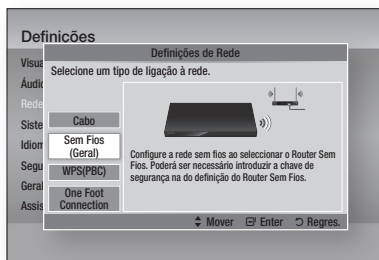 Definições
Definições de Rede
Selecione um tipo de ligação à rede.
Visua
Áudio
Rede
Siste
Idiom
Segu
Geral
Assis
Cabo
Sem Fios
(Geral)
WPS(PBC)
One Foot
Connection
Configure a rede sem fios ao seleccionar o Router Sem
Fios. Poderá ser necessário introduzir a chave de
segurança na do definição do Router Sem Fios.
Mover Enter Regres.